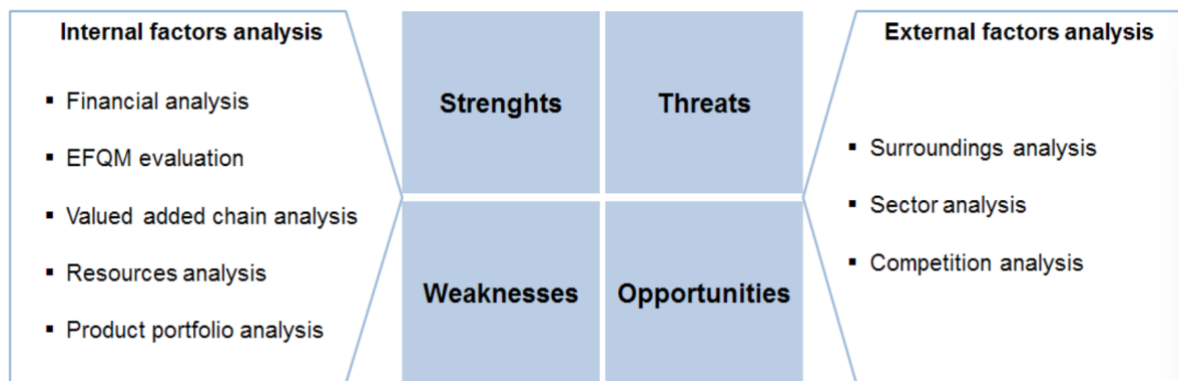 Internal factors analysis
▪ Financial analysis
▪ EFQM evaluation
▪ Valued added chain analysis
▪ Resources analysis
▪ Product portfolio analysis
Strenghts
Threats
Weaknesses
Opportunities
External factors analysis
▪ Surroundings analysis
▪ Sector analysis
▪ Competition analysis